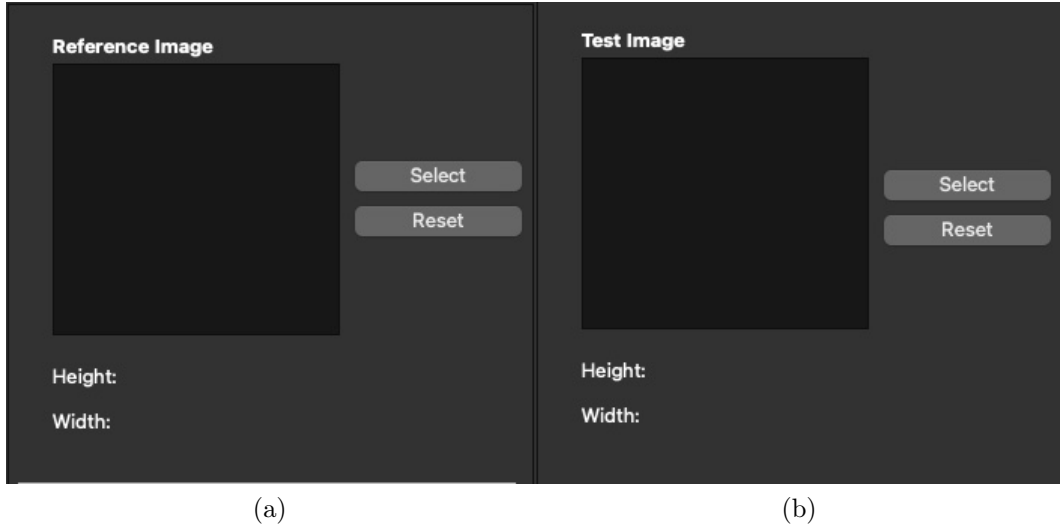 Reference Image
Select
Reset
Height:
Width:
Test Image
Select
Reset
Height:
Width:
(a)
(b)